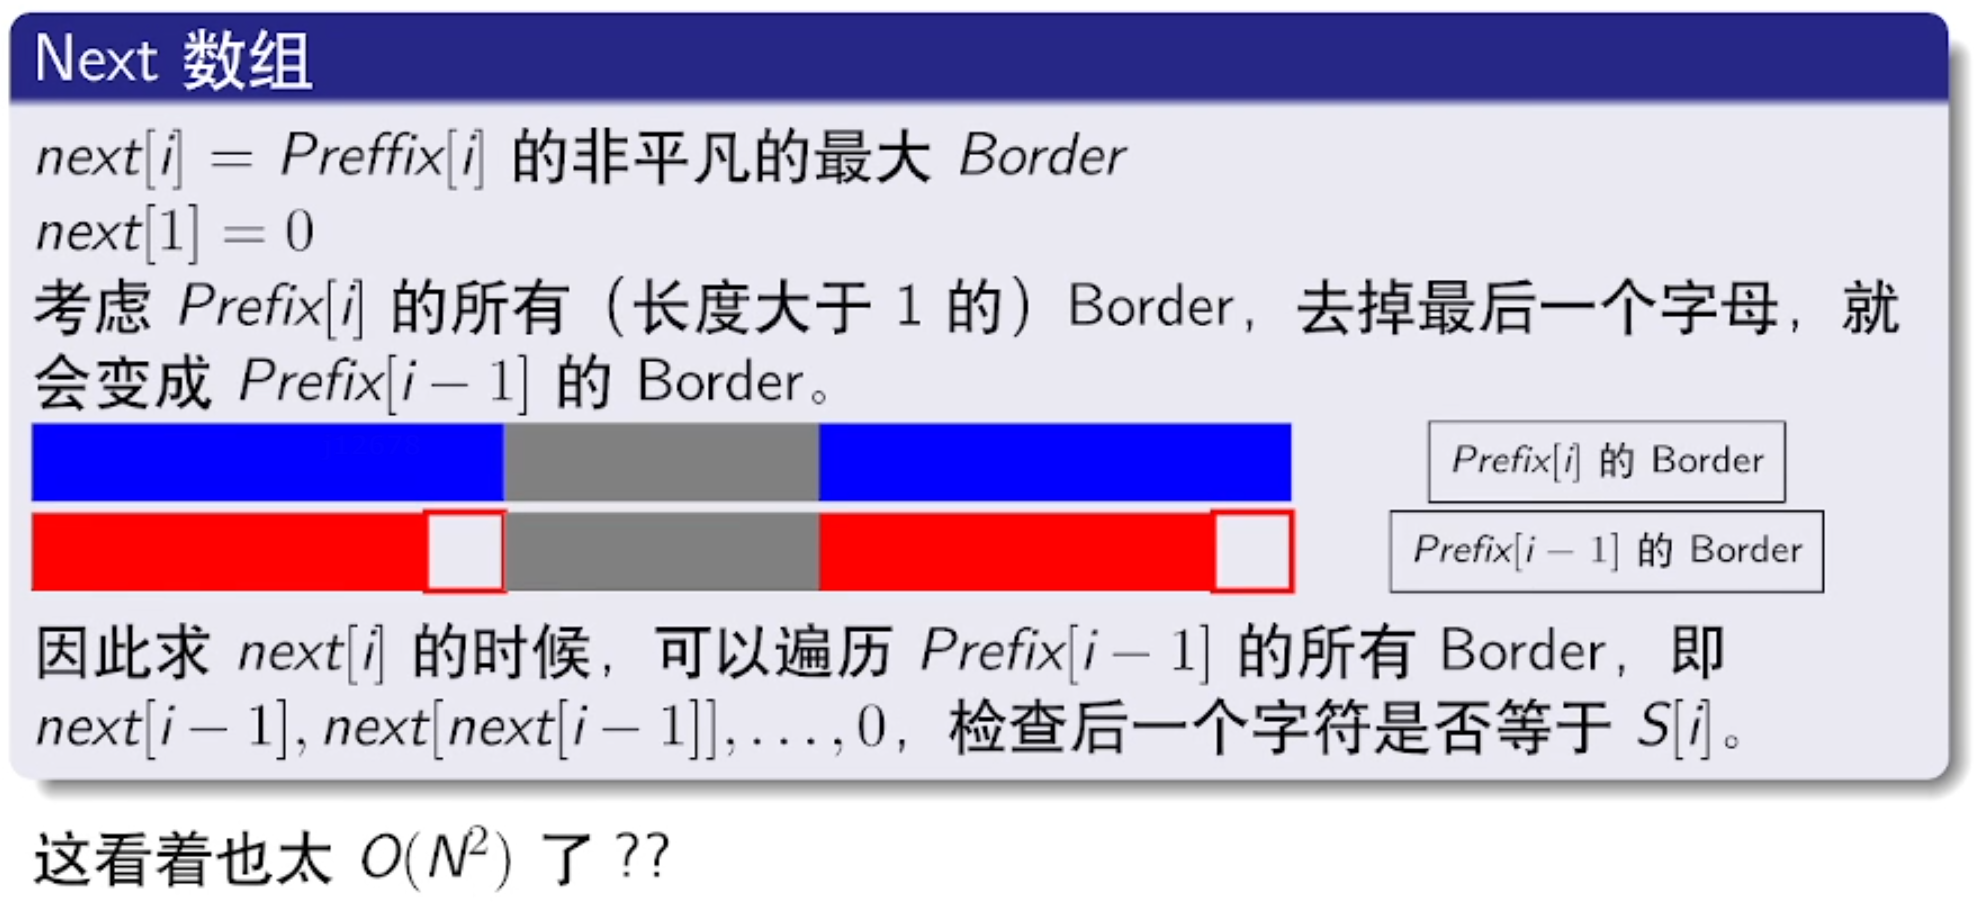 Next 数组
next[i] = Preffix[i] 的非平凡的最大 Border
next[1] = 0
考虑 Prefix[i] 的所有（长度大于 1 的）Border，去掉最后一个字母，就
会变成 Prefix[i − 1] 的 Border。
Prefix[i] 的 Border
Prefix[i − 1] 的 Border
因此求 next[i] 的时候，可以遍历 Prefix[i − 1] 的所有 Border，即
next[i − 1], next[next[i − 1]], . . . , 0，检查后一个字符是否等于 S[i]。
这看着也太 O(N²) 了 ??